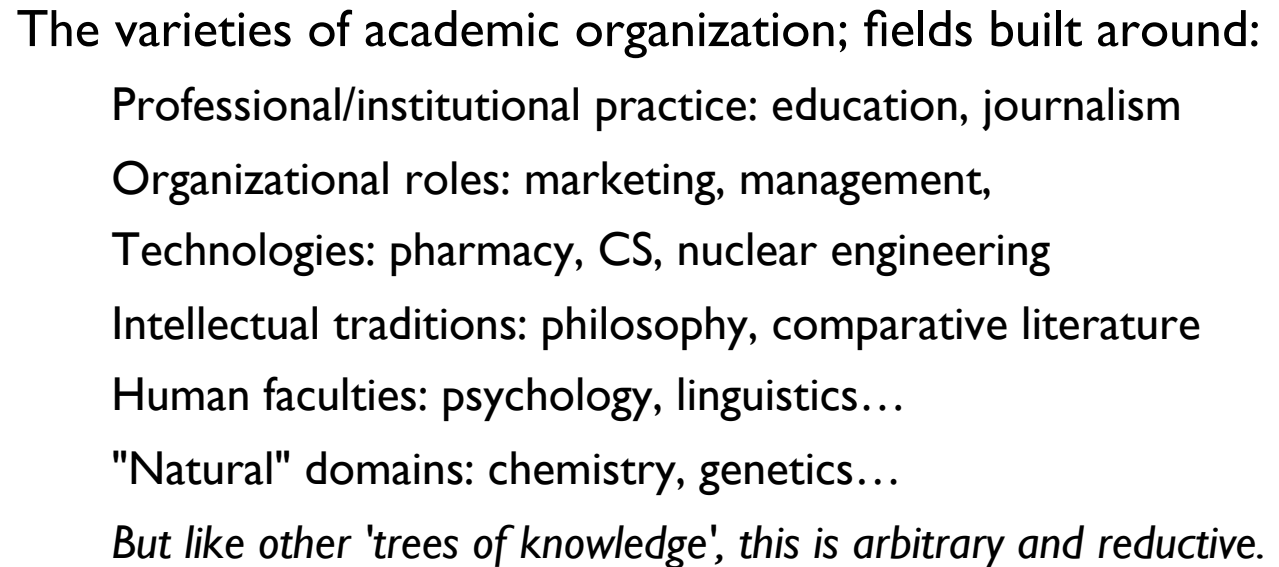 The varieties of academic organization; fields built around:
Professional/institutional practice: education, journalism
Organizational roles: marketing, management,
Technologies: pharmacy, CS, nuclear engineering
Intellectual traditions: philosophy, comparative literature
Human faculties: psychology, linguistics…
"Natural" domains: chemistry, genetics…
But like other 'trees of knowledge', this is arbitrary and reductive.